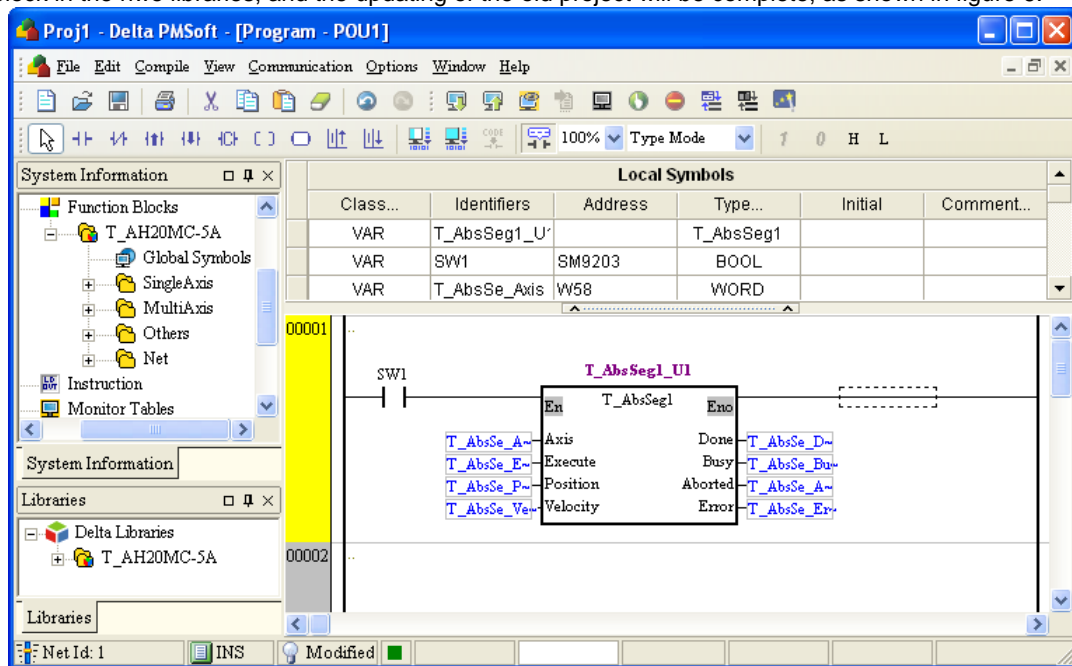 Proj1 - Delta PMSoft - [Program - POU1]
File Edit Compile View Communication Options Window Help
100% Type Mode 1 0 H L
System Information
Function Blocks
T_AH20MC-5A
Global Symbols
SingleAxis
MultiAxis
Others
Net
Instruction
Monitor Tables
System Information
Libraries
Delta Libraries
T_AH20MC-5A
Libraries
Local Symbols
Class... Identifiers Address Type... Initial Comment...
VAR T_AbsSeg1_U1 T_AbsSeg1
VAR SW1 SM9203 BOOL
VAR T_AbsSe_Axis W58 WORD
00001
SW1
T_AbsSeg1_U1
T_AbsSeg1
En Eno
T_AbsSe_A~ Axis Done T_AbsSe_D~
T_AbsSe_E~ Execute Busy T_AbsSe_Bu~
T_AbsSe_P~ Position Aborted T_AbsSe_A~
T_AbsSe_Ve~ Velocity Error T_AbsSe_Er~
00002
Net Id: 1 INS Modified